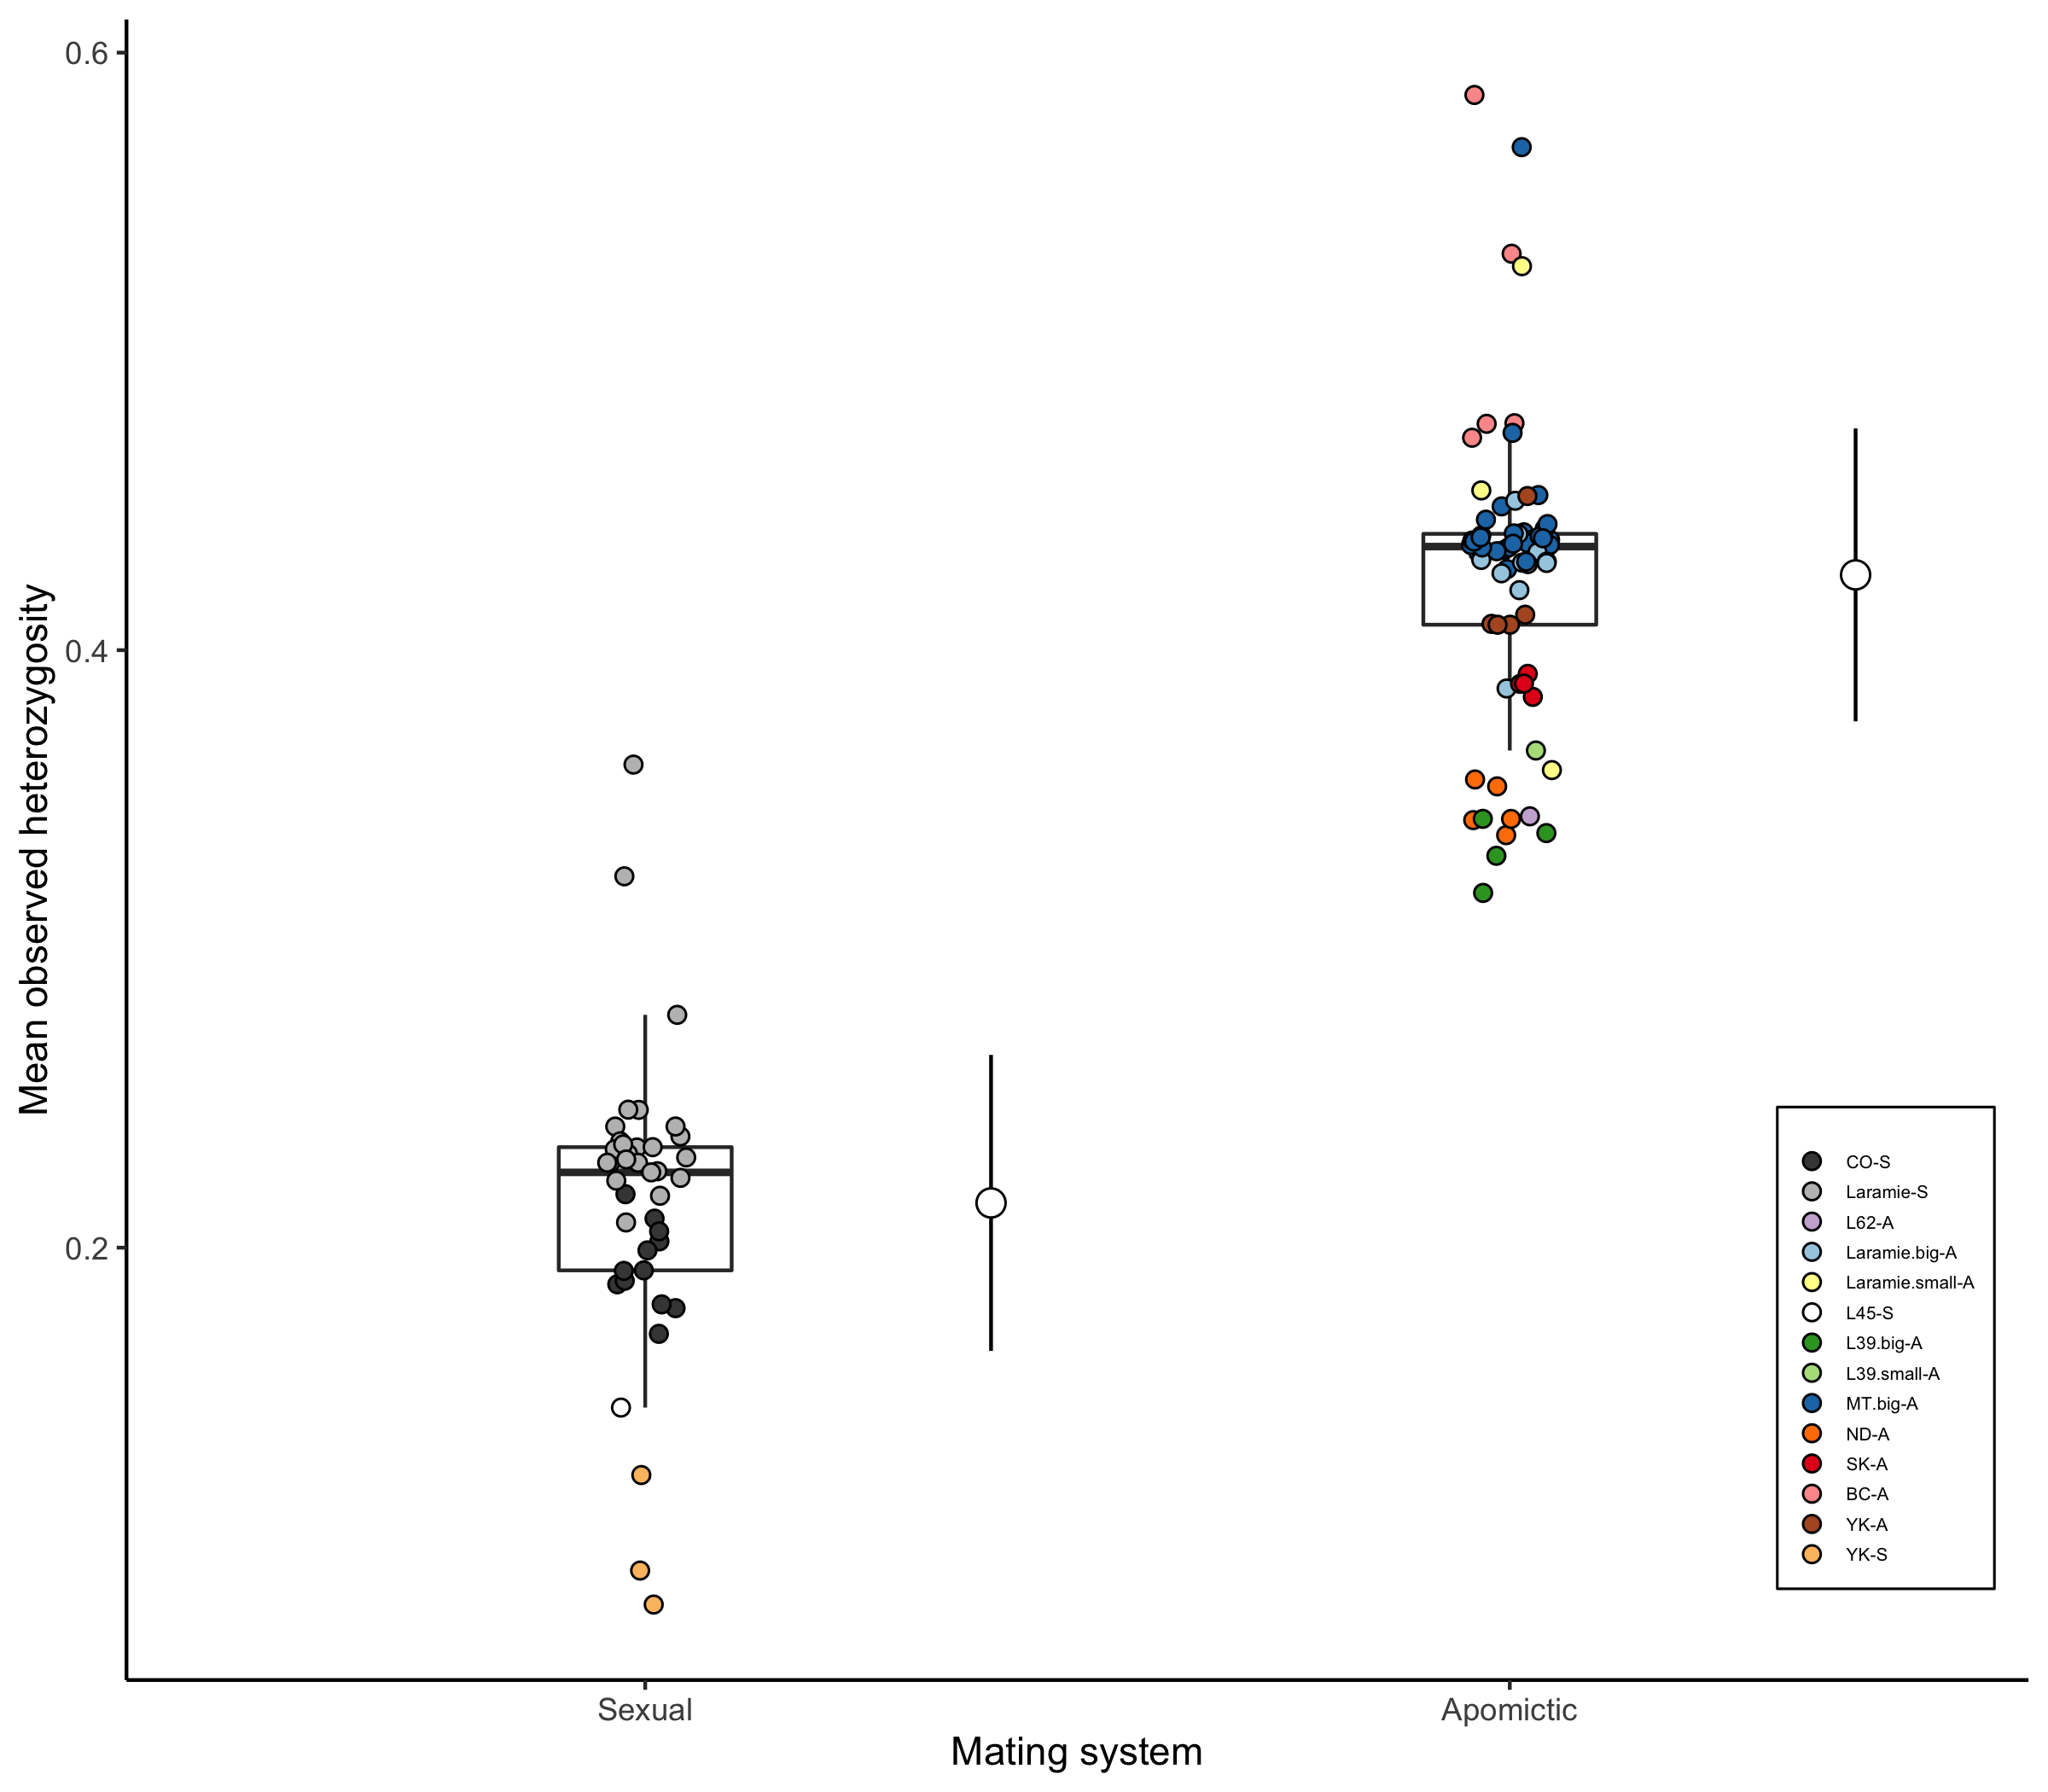 Mean observed heterozygosity
0.6
0.4
0.2
CO-S
Laramie-S
L62-A
Laramie.big-A
Laramie.small-A
L45-S
L39.big-A
L39.small-A
MT.big-A
ND-A
SK-A
BC-A
YK-A
YK-S
Sexual
Apomictic
Mating system